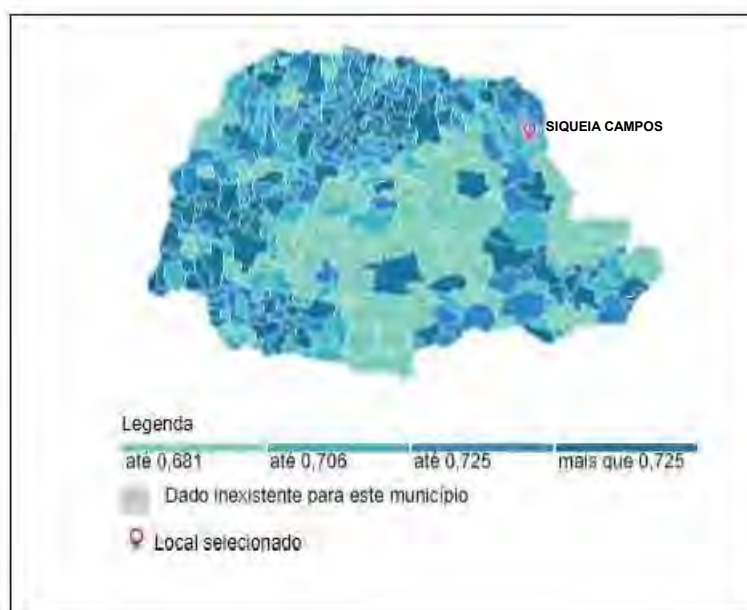 SIQUEIA CAMPOS
Legenda
até 0,681 até 0,706 até 0,725 mais que 0,725
Dado inexistente para este município
Local selecionado